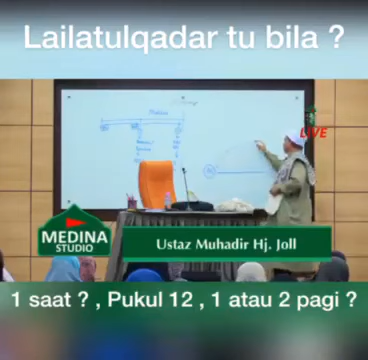 Lailatulqadar tu bila ?
LIVE
MEDINA
STUDIO
Ustaz Muhadir Hj. Joll
1 saat ? , Pukul 12 , 1 atau 2 pagi ?